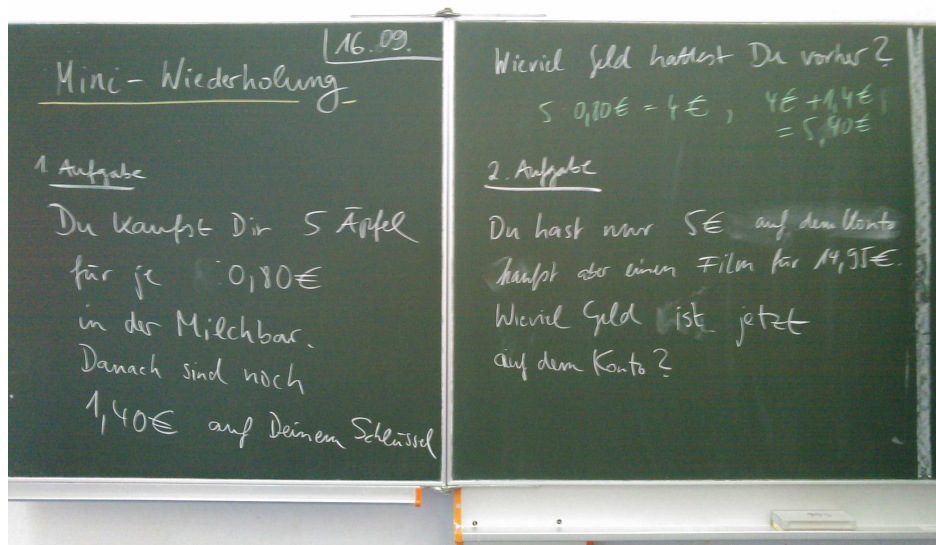 16.09.
Mini-Wiederholung
1. Aufgabe
Du kaufst Dir 5 Äpfel
für je 0,80€
in der Milchbar.
Danach sind noch
1,40€ auf Deinem Schlüssel
Wieviel Geld hattest Du vorher?
5 0,80€ = 4€, 4€ + 1,4€
= 5,40€
2. Aufgabe
Du hast nur 5€ auf dem Konto
kaufst aber einen Film für 14,95€.
Wieviel Geld ist jetzt
auf dem Konto?